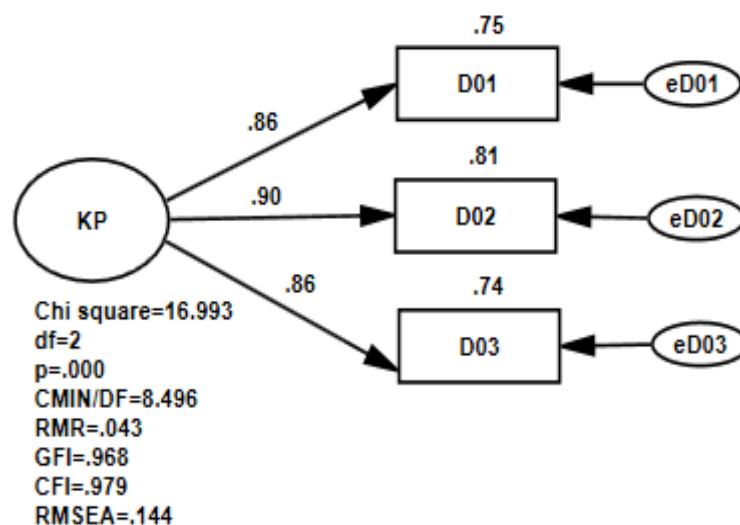 .75
D01
eD01
.86
.81
KP
.90
D02
eD02
.86
.74
D03
eD03
Chi square=16.993
df=2
p=.000
CMIN/DF=8.496
RMR=.043
GFI=.968
CFI=.979
RMSEA=.144